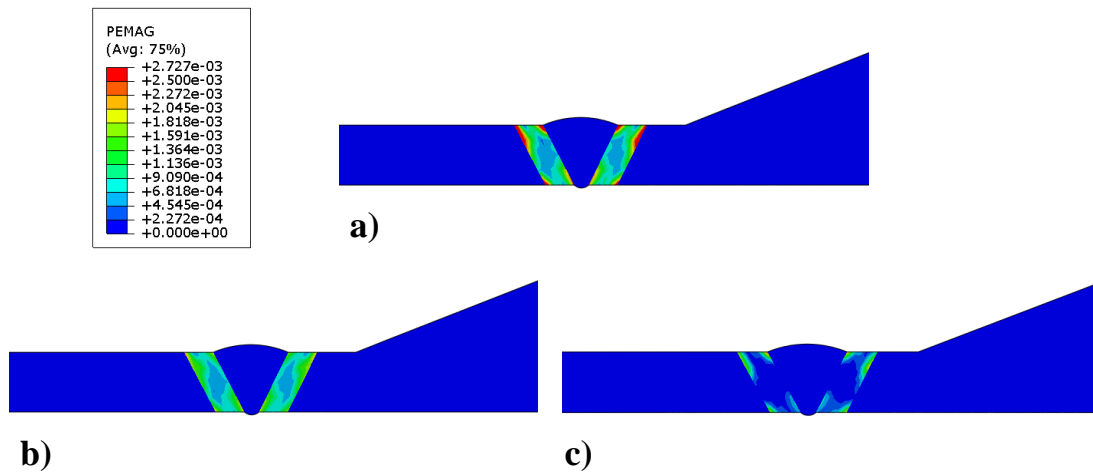 PEMAG
(Avg: 75%)
+2.727e-03
+2.500e-03
+2.272e-03
+2.045e-03
+1.818e-03
+1.591e-03
+1.364e-03
+1.136e-03
+9.090e-04
+6.818e-04
+4.545e-04
+2.272e-04
+0.000e+00
a)
b)
c)